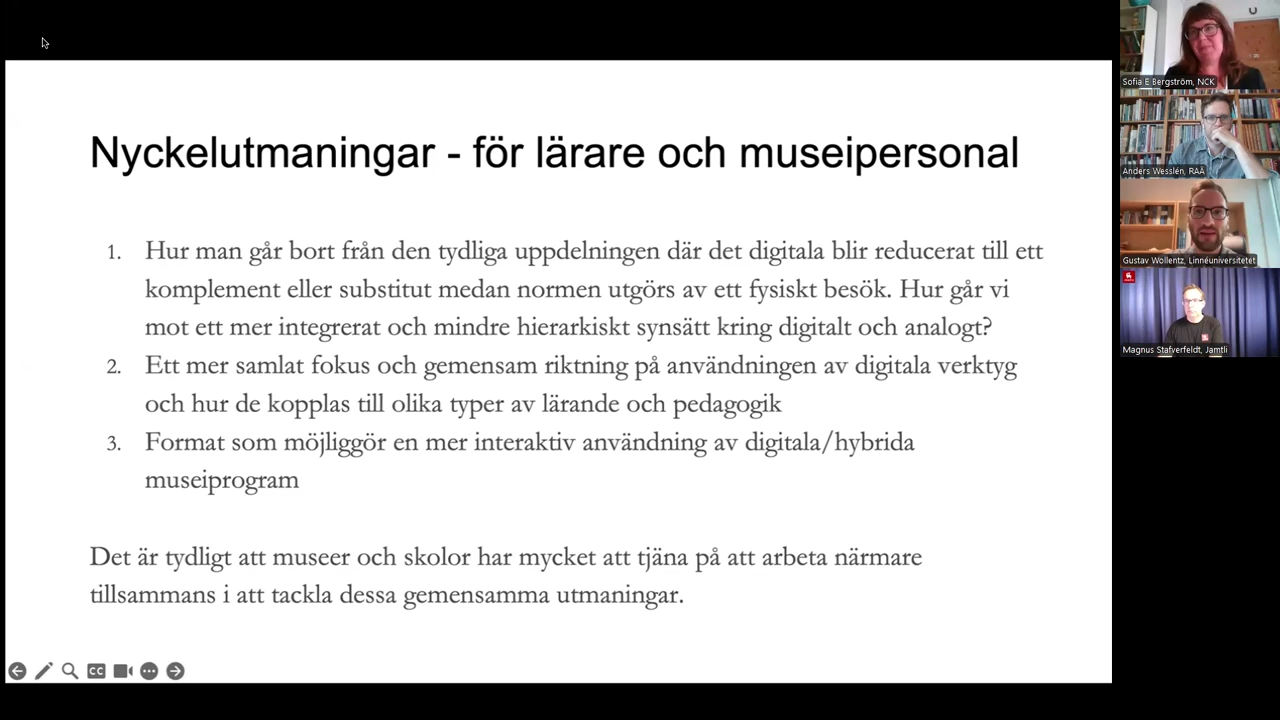 Nyckelutmaningar - för lärare och museipersonal
1. Hur man går bort från den tydliga uppdelningen där det digitala blir reducerat till ett
komplement eller substitut medan normen utgörs av ett fysiskt besök. Hur går vi
mot ett mer integrerat och mindre hierarkiskt synsätt kring digitalt och analogt?
2. Ett mer samlat fokus och gemensam riktning på användningen av digitala verktyg
och hur de kopplas till olika typer av lärande och pedagogik
3. Format som möjliggör en mer interaktiv användning av digitala/hybrida
museiprogram
Det är tydligt att museer och skolor har mycket att tjäna på att arbeta närmare
tillsammans i att tackla dessa gemensamma utmaningar.
CC
Sofia E Bergström, NCK
Anders Wesslén, RAÄ
Gustav Wollentz, Linnéuniversitetet
Magnus Stafverfeldt, Jamtli